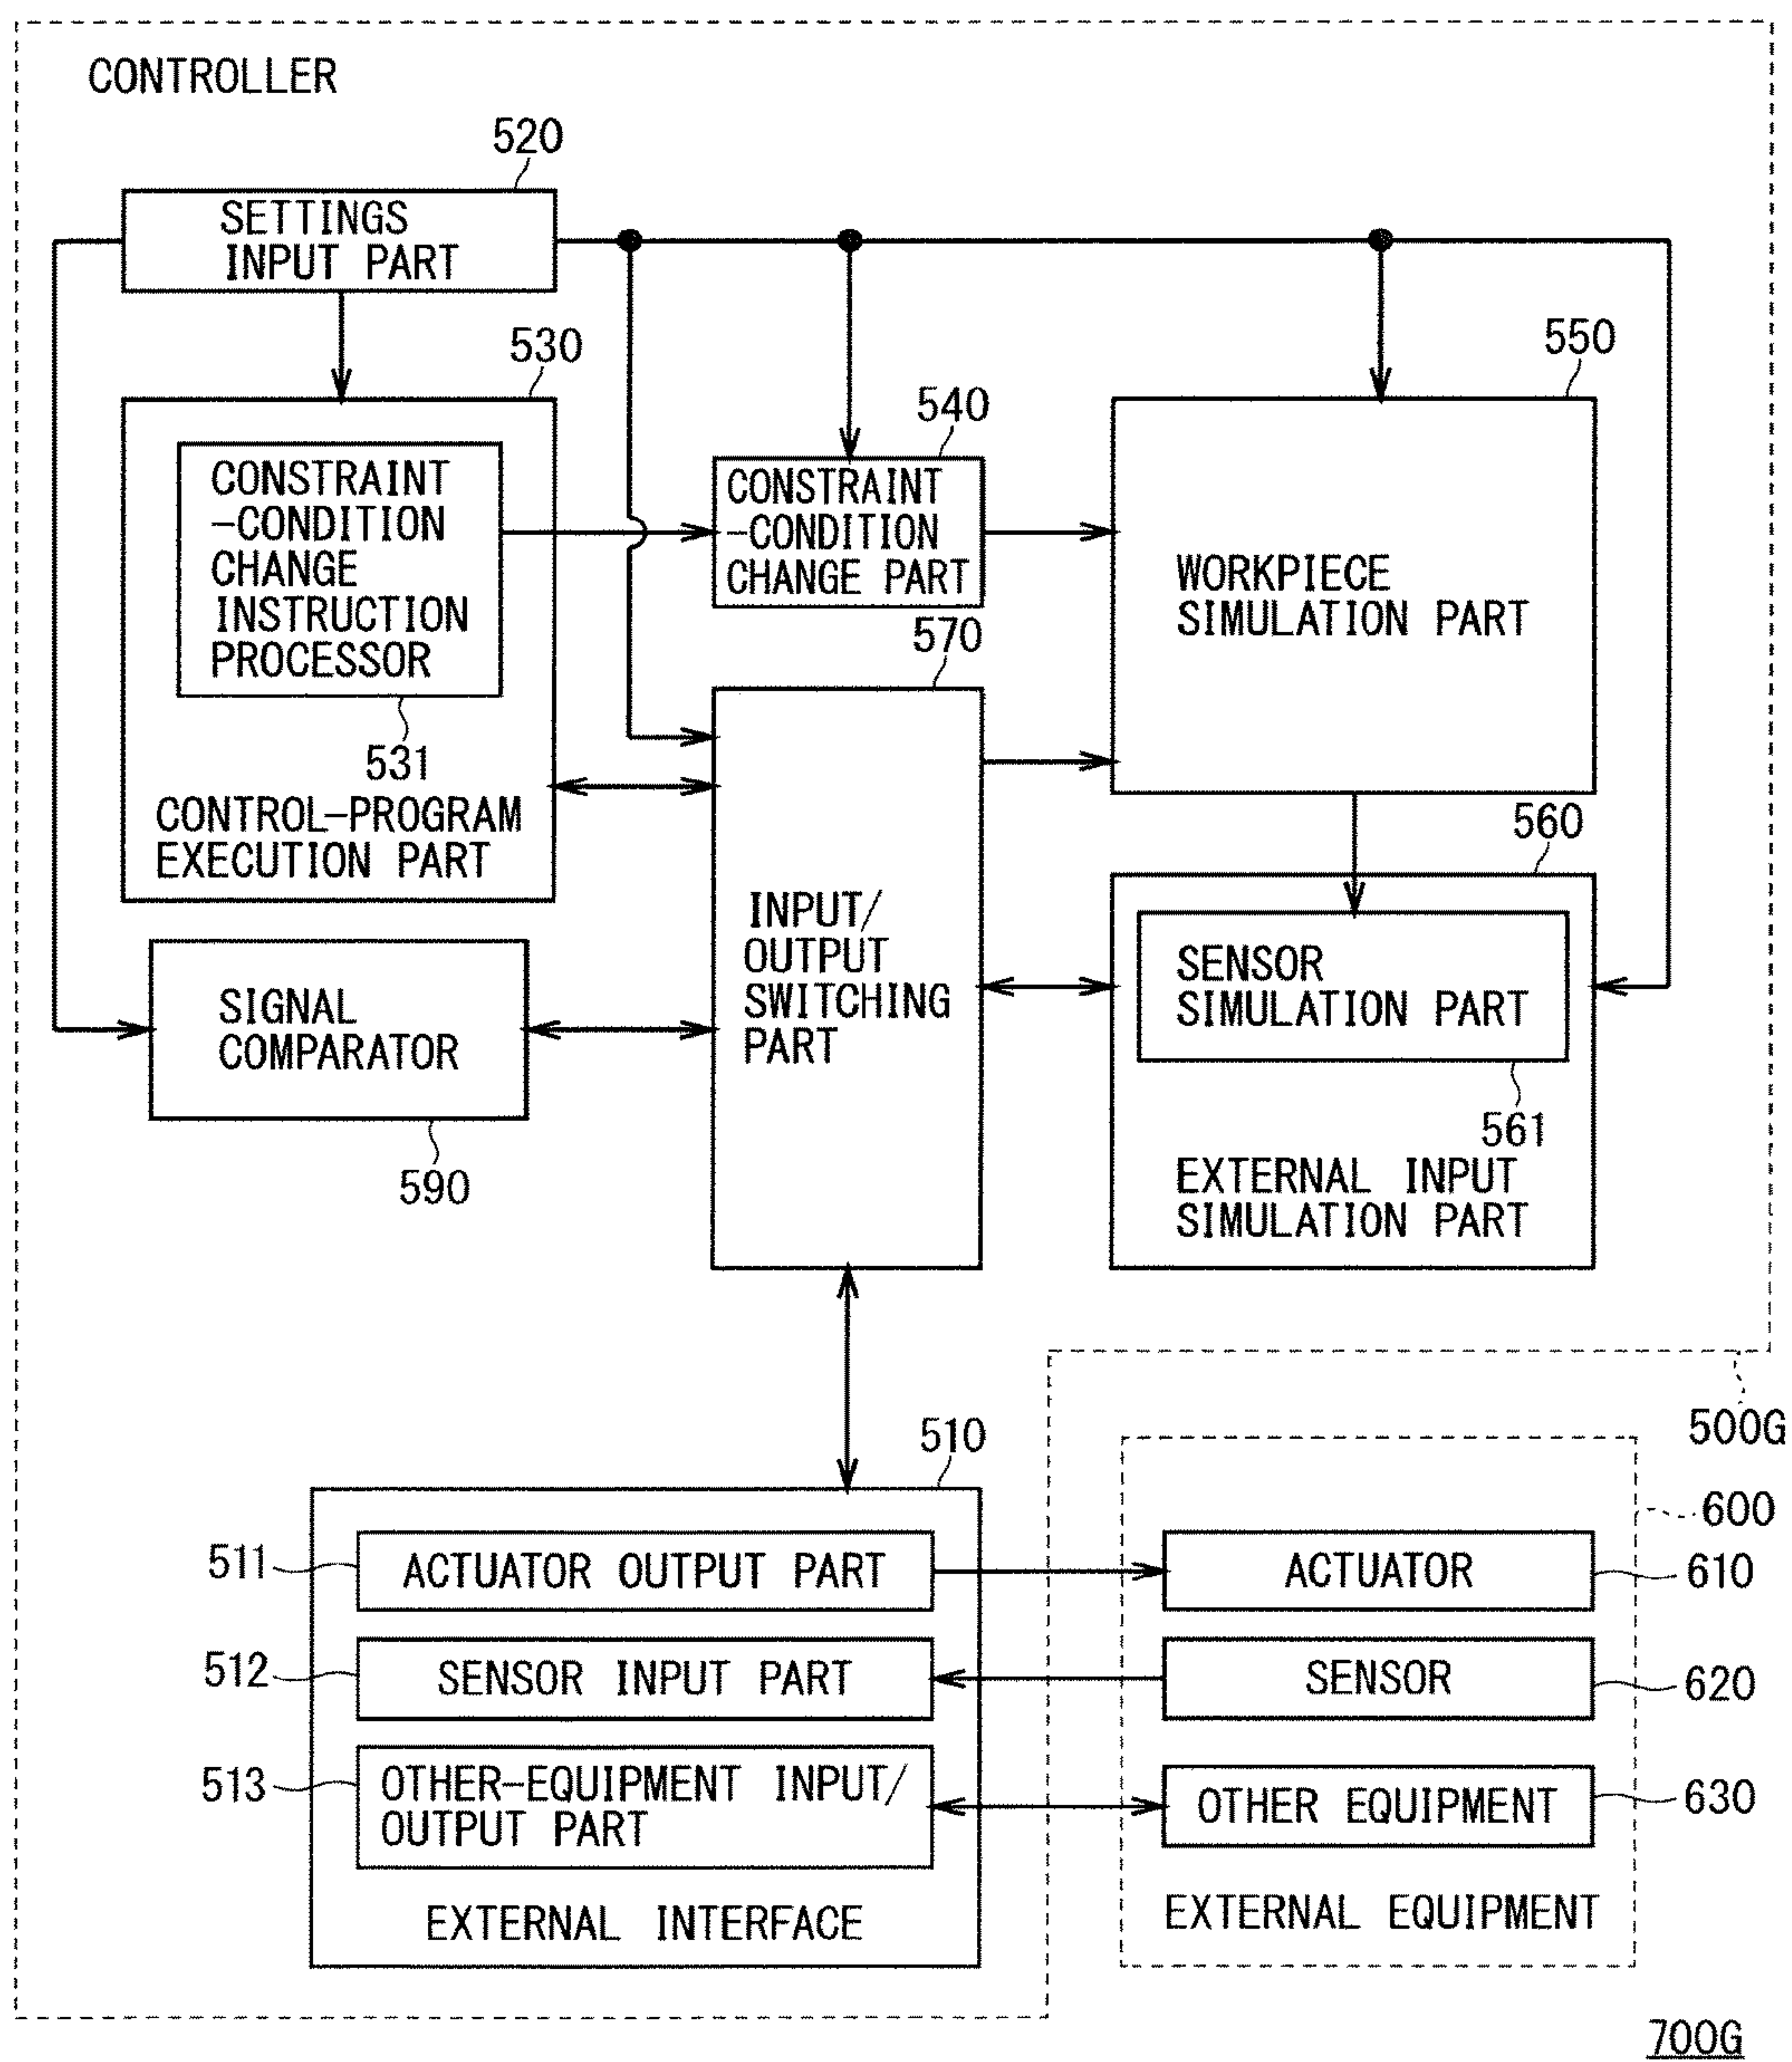 CONTROLLER
520
SETTINGS
INPUT PART
530
CONSTRAINT
-CONDITION
CHANGE
INSTRUCTION
PROCESSOR
531
CONTROL-PROGRAM
EXECUTION PART
540
CONSTRAINT
-CONDITION
CHANGE PART
550
WORKPIECE
SIMULATION PART
570
INPUT/
OUTPUT
SWITCHING
PART
560
SENSOR
SIMULATION PART
561
EXTERNAL INPUT
SIMULATION PART
SIGNAL
COMPARATOR
590
500G
510
511
ACTUATOR OUTPUT PART
512
SENSOR INPUT PART
513
OTHER-EQUIPMENT INPUT/
OUTPUT PART
EXTERNAL INTERFACE
600
ACTUATOR
610
SENSOR
620
OTHER EQUIPMENT
630
EXTERNAL EQUIPMENT
700G